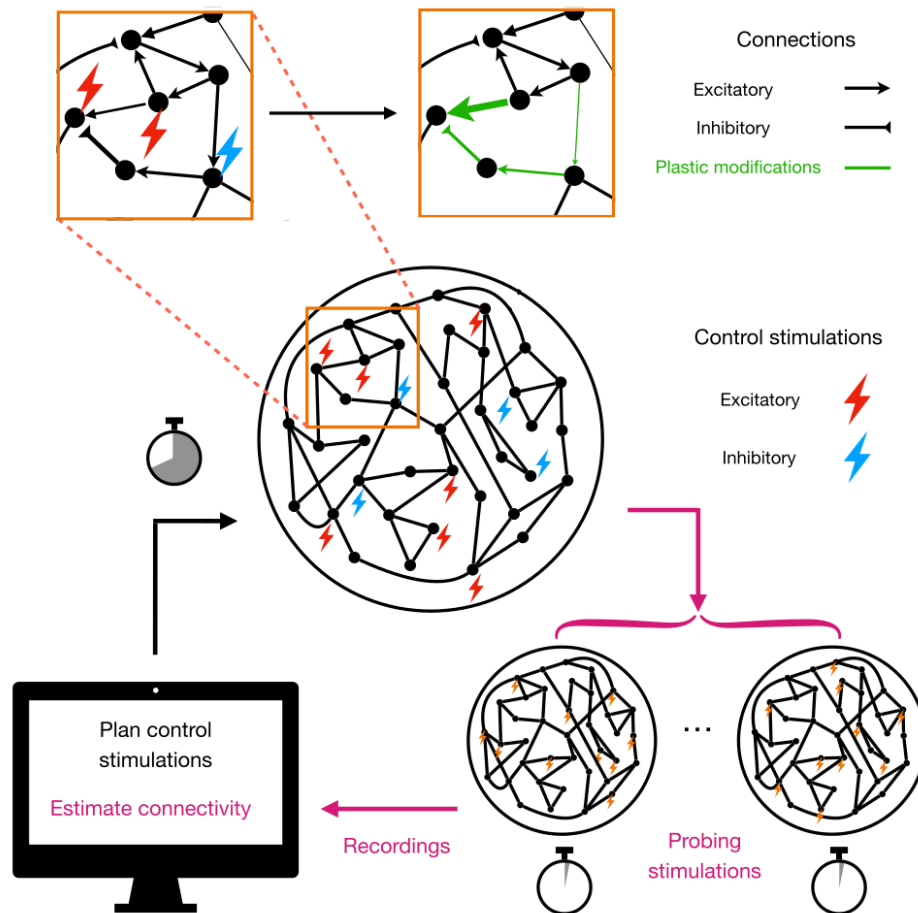 Connections
Excitatory
Inhibitory
Plastic modifications
Control stimulations
Excitatory
Inhibitory
Plan control
stimulations
Estimate connectivity
Recordings
Probing
stimulations
...